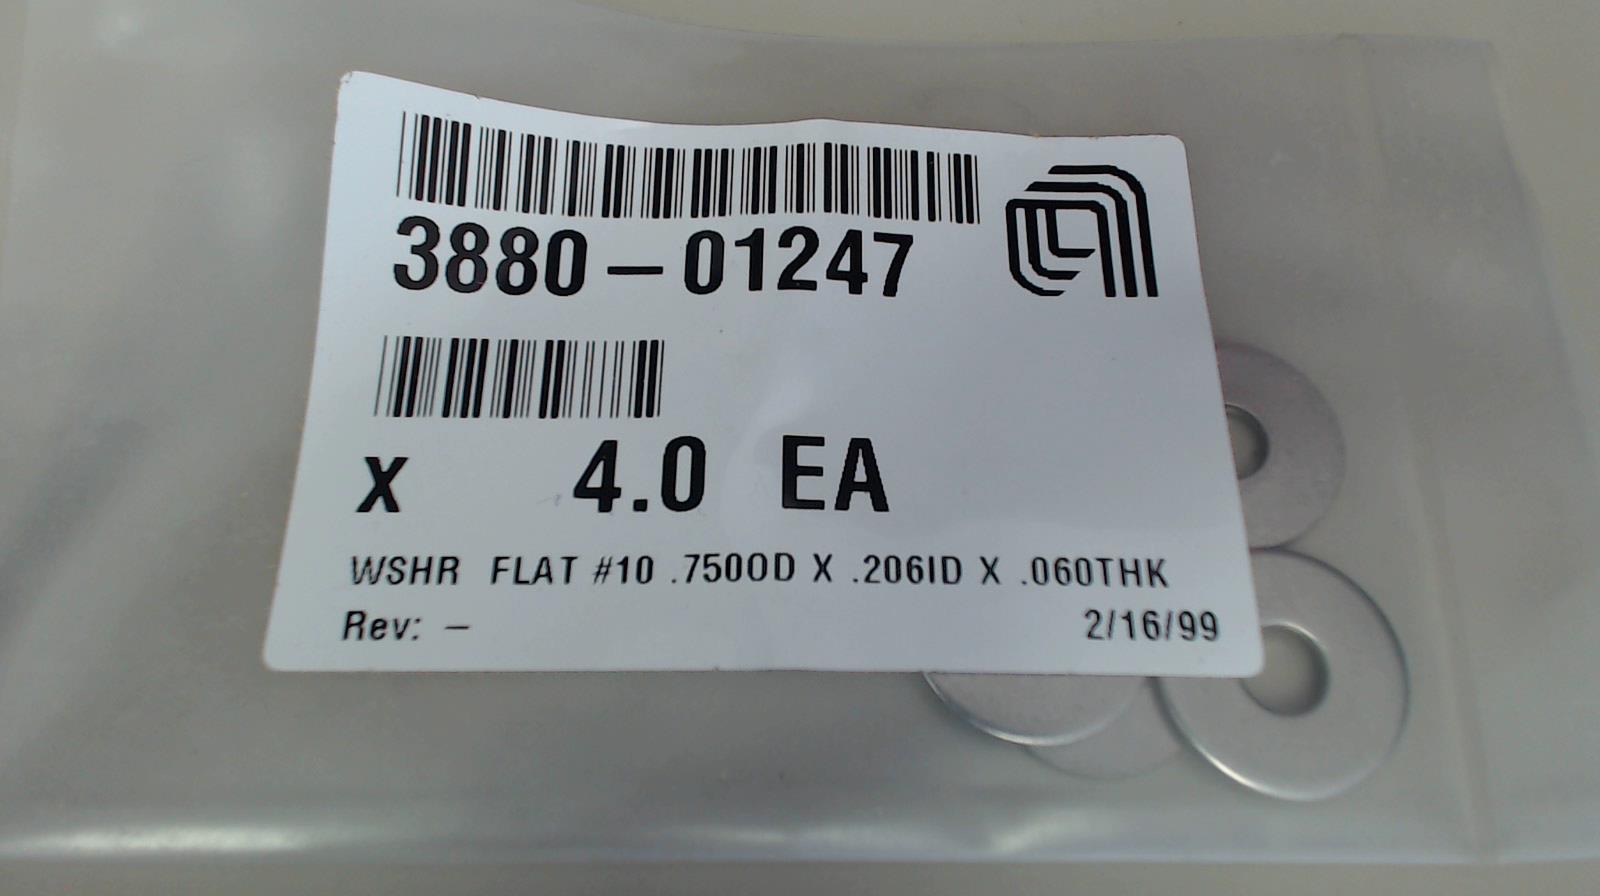 3880-01247
X 4.0 EA
WSHR FLAT #10 .750OD X .206ID X .060THK
Rev: -
2/16/99